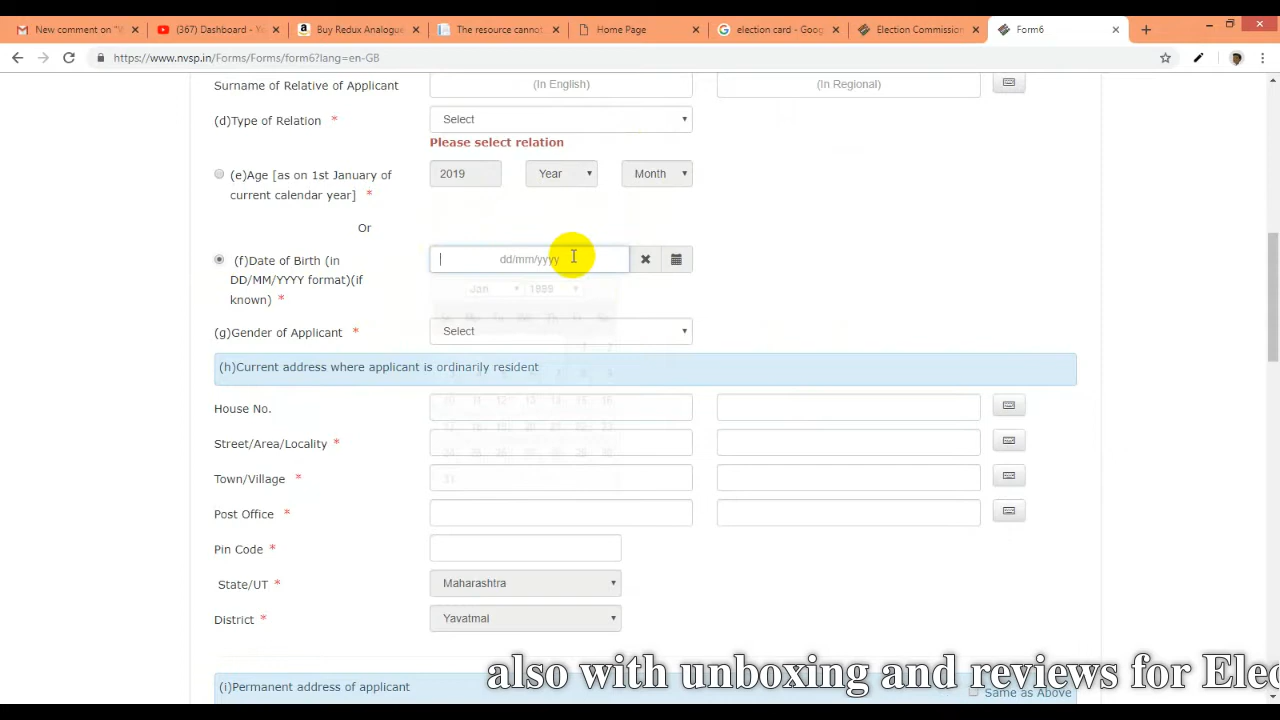 New comment on "V
(367) Dashboard - Yo
Buy Redux Analogue
The resource cannot
Home Page
election card - Goog
Election Commission
Form6
https://www.nvsp.in/Forms/Forms/form6?lang=en-GB
Surname of Relative of Applicant (In English) (In Regional)
(d)Type of Relation * Select
Please select relation
(e)Age [as on 1st January of current calendar year] * 2019 Year Month
Or
(f)Date of Birth (in DD/MM/YYYY format)(if known) * dd/mm/yyyy
Jan 1989
(g)Gender of Applicant * Select
(h)Current address where applicant is ordinarily resident
House No.
Street/Area/Locality *
Town/Village *
Post Office *
Pin Code *
State/UT * Maharashtra
District * Yavatmal
(i)Permanent address of applicant Same as Above
also with unboxing and reviews for Elec